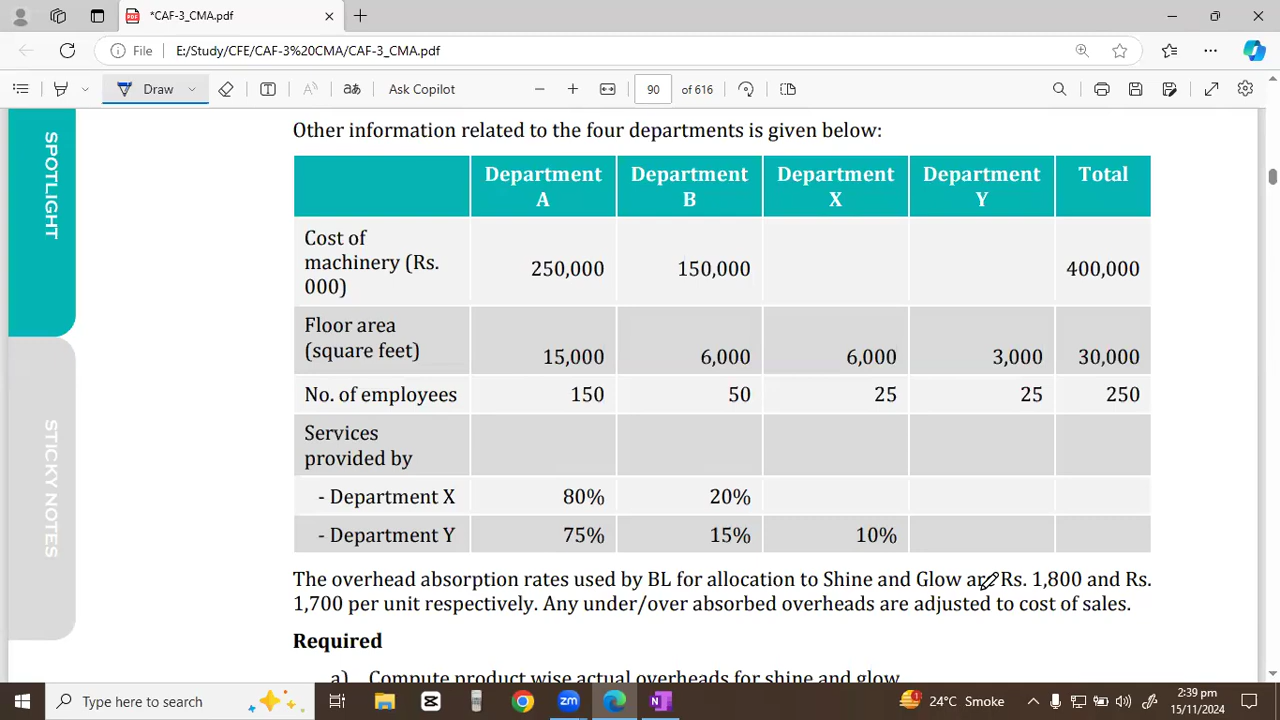 *CAF-3_CMA.pdf
File E:/Study/CFE/CAF-3%20CMA/CAF-3_CMA.pdf
Draw Ask Copilot 90 of 616
SPOTLIGHT
STICKY NOTES
Other information related to the four departments is given below:
Department A Department B Department X Department Y Total
Cost of machinery (Rs. 000) 250,000 150,000 400,000
Floor area (square feet) 15,000 6,000 6,000 3,000 30,000
No. of employees 150 50 25 25 250
Services provided by
- Department X 80% 20%
- Department Y 75% 15% 10%
The overhead absorption rates used by BL for allocation to Shine and Glow are Rs. 1,800 and Rs.
1,700 per unit respectively. Any under/over absorbed overheads are adjusted to cost of sales.
Required
a) Compute product wise actual overheads for shine and glow
Type here to search
24°C Smoke
2:39 pm
15/11/2024